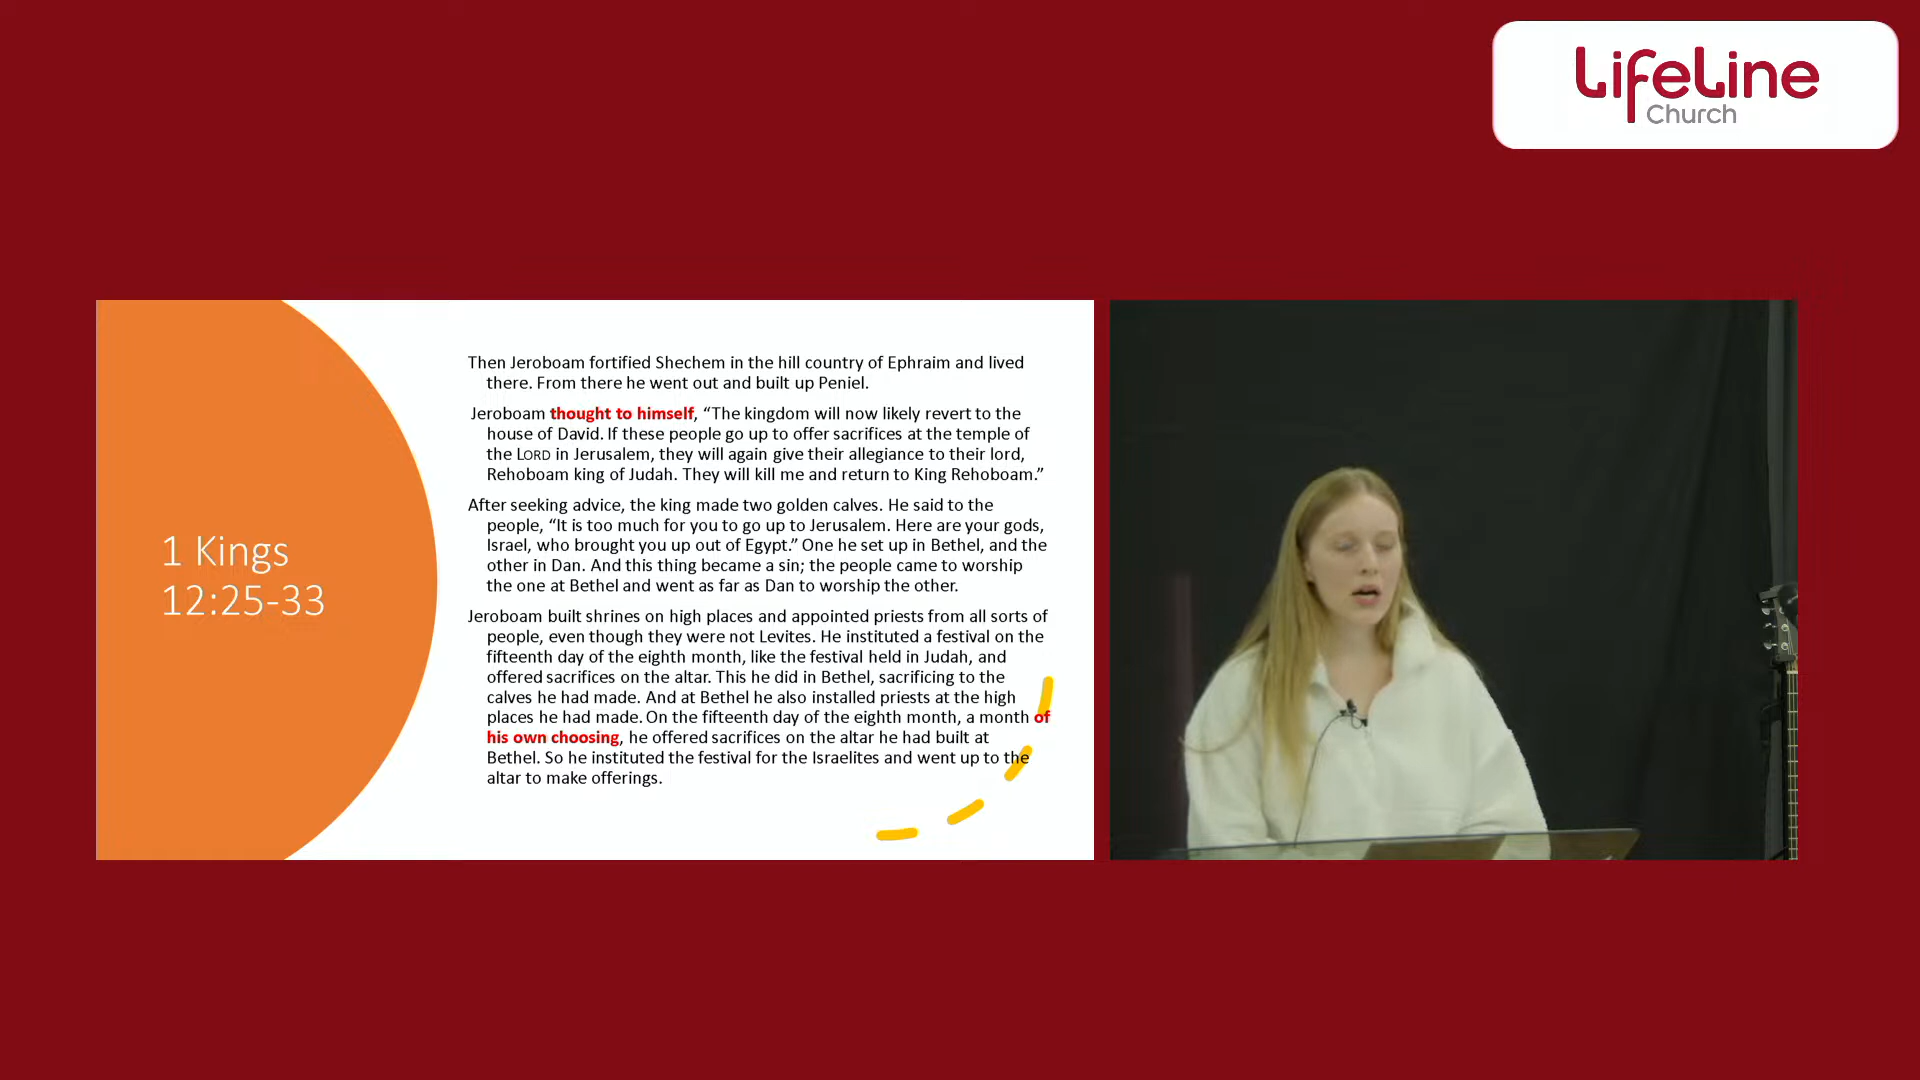 LifeLine
Church
1 Kings
12:25-33
Then Jeroboam fortified Shechem in the hill country of Ephraim and lived
there. From there he went out and built up Peniel.
Jeroboam thought to himself, “The kingdom will now likely revert to the
house of David. If these people go up to offer sacrifices at the temple of
the LORD in Jerusalem, they will again give their allegiance to their lord,
Rehoboam king of Judah. They will kill me and return to King Rehoboam.”
After seeking advice, the king made two golden calves. He said to the
people, “It is too much for you to go up to Jerusalem. Here are your gods,
Israel, who brought you up out of Egypt.” One he set up in Bethel, and the
other in Dan. And this thing became a sin; the people came to worship
the one at Bethel and went as far as Dan to worship the other.
Jeroboam built shrines on high places and appointed priests from all sorts of
people, even though they were not Levites. He instituted a festival on the
fifteenth day of the eighth month, like the festival held in Judah, and
offered sacrifices on the altar. This he did in Bethel, sacrificing to the
calves he had made. And at Bethel he also installed priests at the high
places he had made. On the fifteenth day of the eighth month, a month of
his own choosing, he offered sacrifices on the altar he had built at
Bethel. So he instituted the festival for the Israelites and went up to the
altar to make offerings.